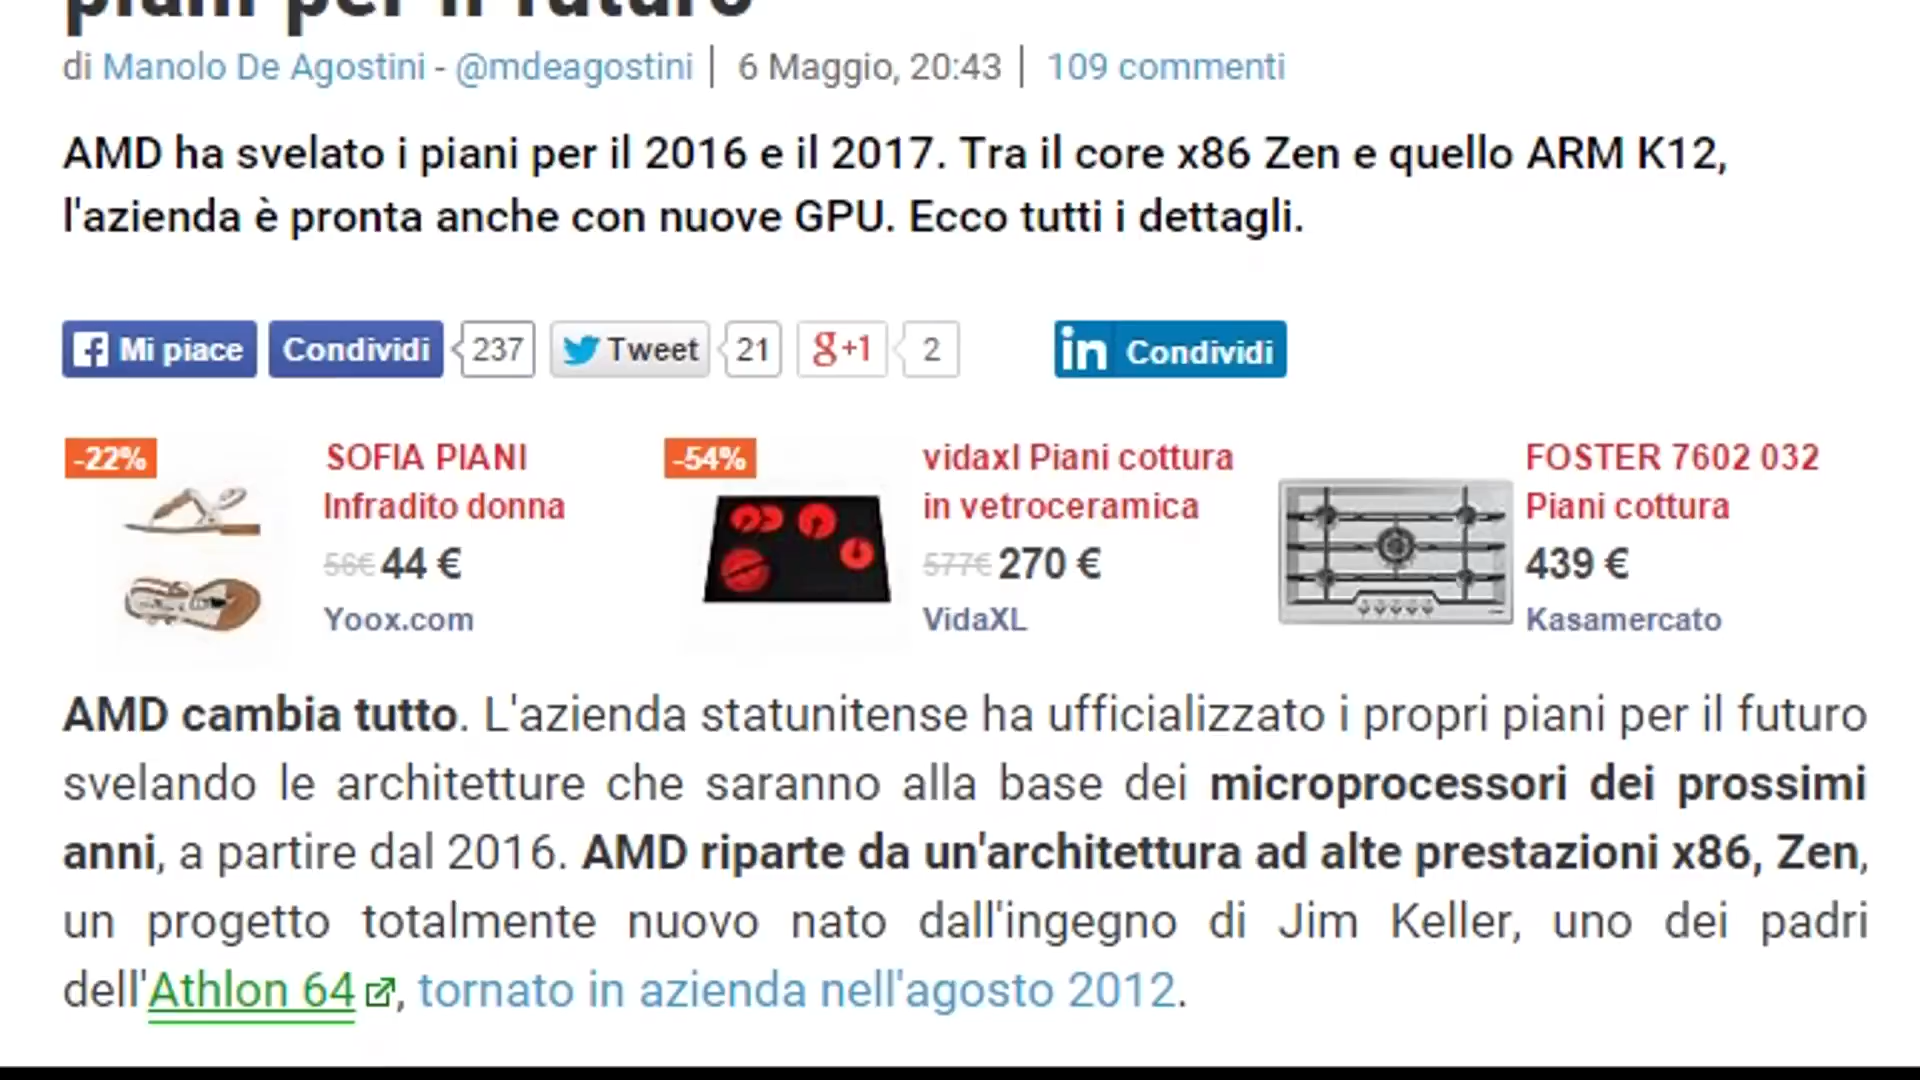 piani per il futuro
di Manolo De Agostini - @mdeagostini | 6 Maggio, 20:43 | 109 commenti
AMD ha svelato i piani per il 2016 e il 2017. Tra il core x86 Zen e quello ARM K12,
l'azienda è pronta anche con nuove GPU. Ecco tutti i dettagli.
Mi piace Condividi 237 Tweet 21 g+1 2 in Condividi
-22%
SOFIA PIANI
Infradito donna
56€ 44 €
Yoox.com
-54%
vidaxl Piani cottura
in vetroceramica
577€ 270 €
VidaXL
FOSTER 7602 032
Piani cottura
439 €
Kasamercato
AMD cambia tutto. L'azienda statunitense ha ufficializzato i propri piani per il futuro
svelando le architetture che saranno alla base dei microprocessori dei prossimi
anni, a partire dal 2016. AMD riparte da un'architettura ad alte prestazioni x86, Zen,
un progetto totalmente nuovo nato dall'ingegno di Jim Keller, uno dei padri
dell'Athlon 64, tornato in azienda nell'agosto 2012.